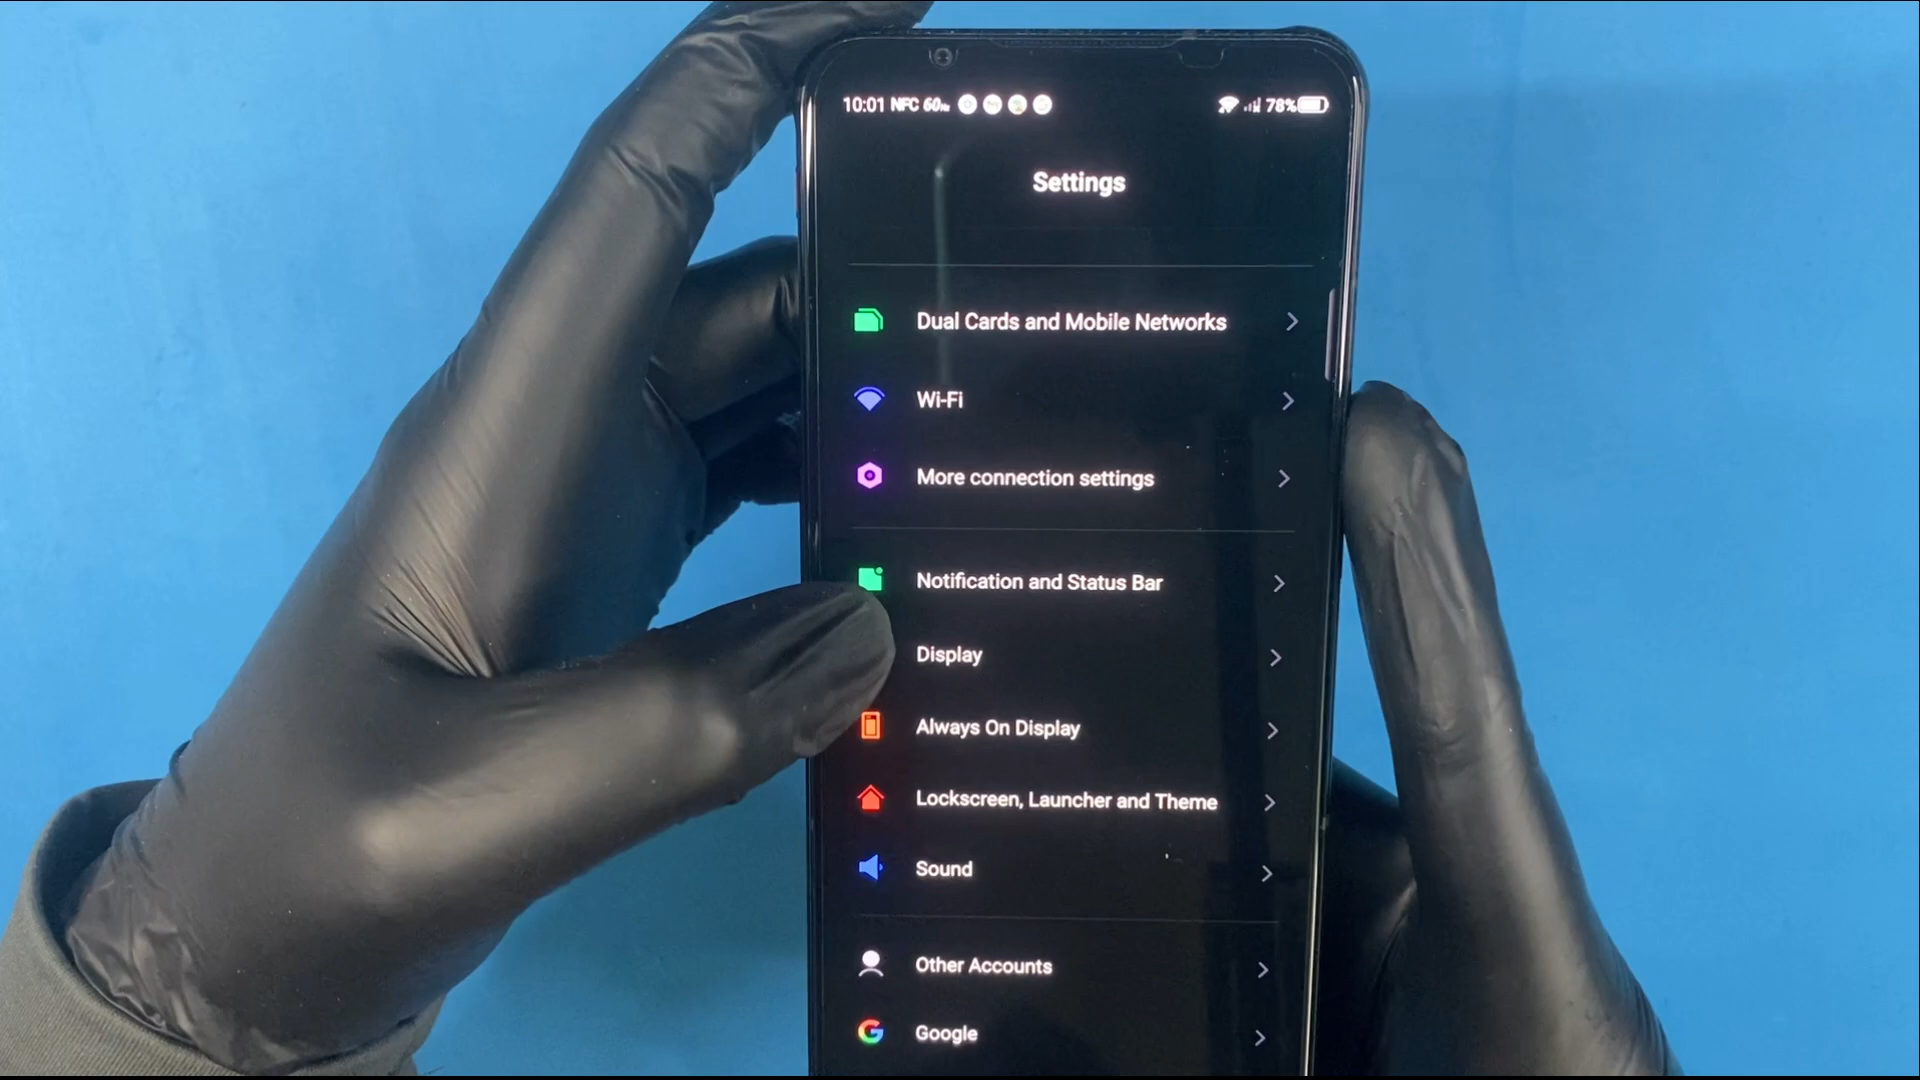 10:01 NFC 60Hz 78%
Settings
Dual Cards and Mobile Networks
Wi-Fi
More connection settings
Notification and Status Bar
Display
Always On Display
Lockscreen, Launcher and Theme
Sound
Other Accounts
Google